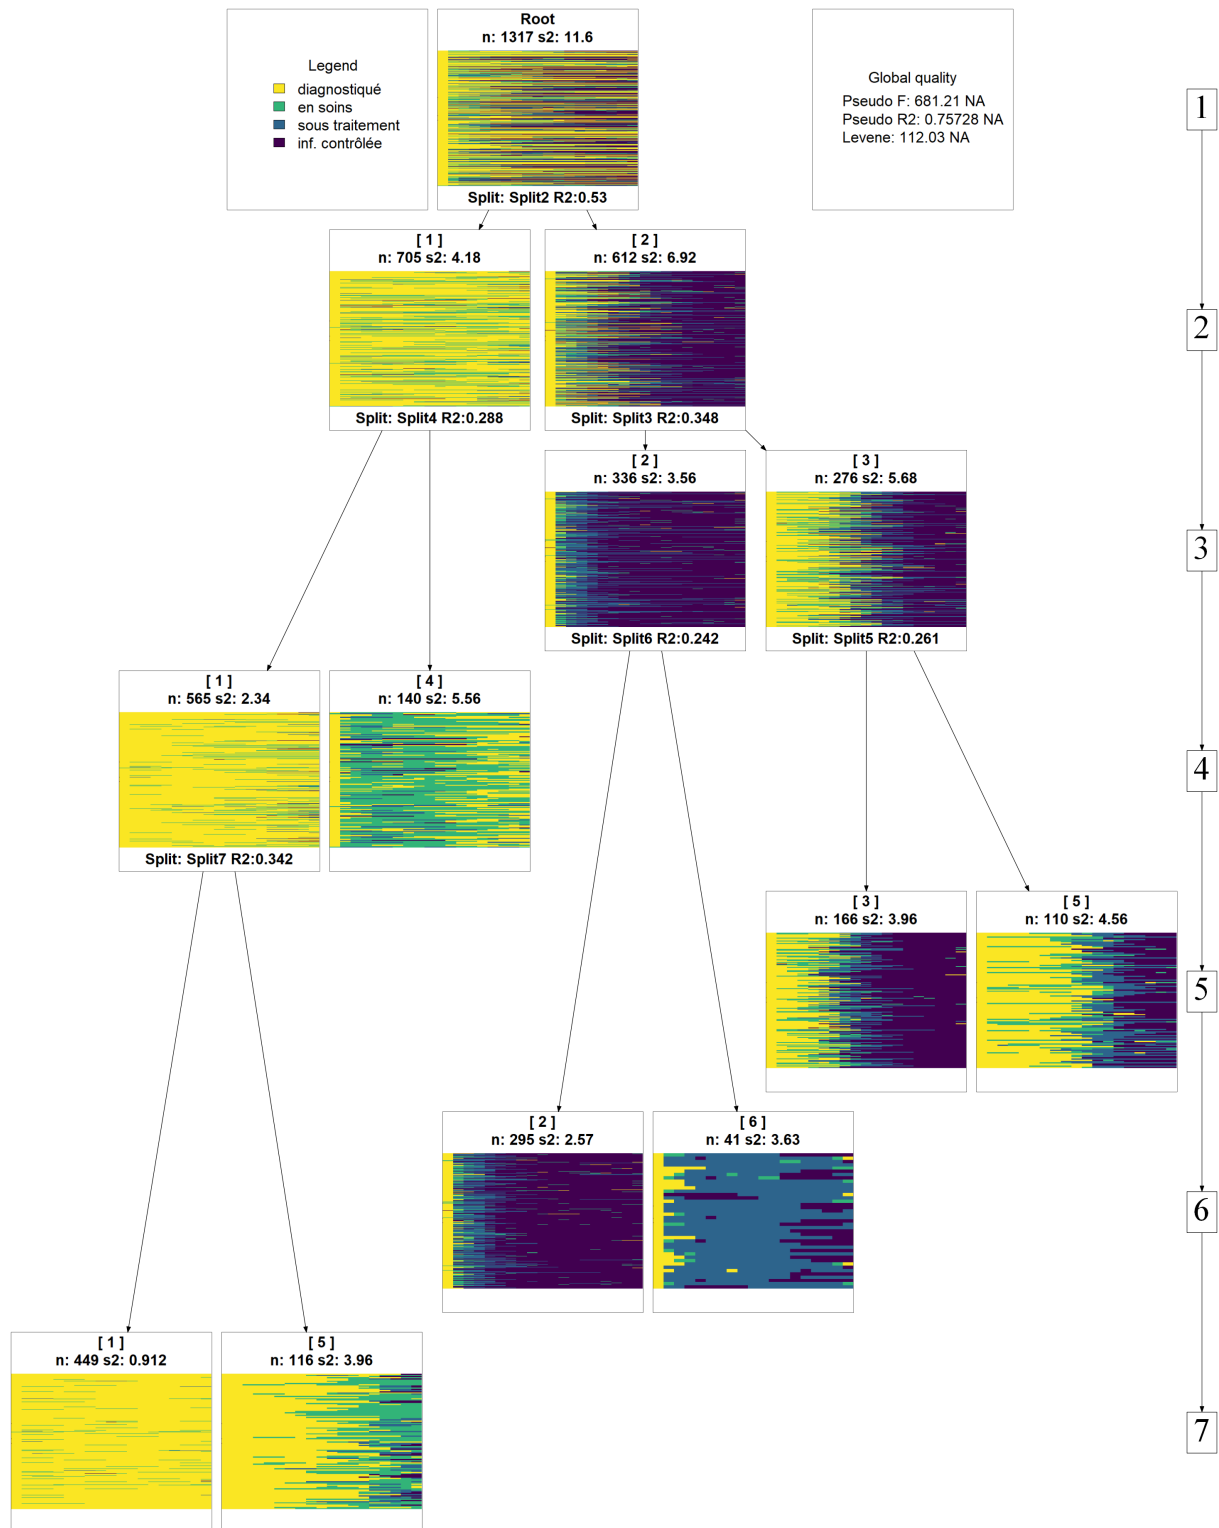 Legend
diagnostiqué
en soins
sous traitement
inf. contrôlée
Root
n: 1317 s2: 11.6
Split: Split2 R2:0.53
Global quality
Pseudo F: 681.21 NA
Pseudo R2: 0.75728 NA
Levene: 112.03 NA
1
[ 1 ]
n: 705 s2: 4.18
Split: Split4 R2:0.288
[ 2 ]
n: 612 s2: 6.92
Split: Split3 R2:0.348
2
[ 2 ]
n: 336 s2: 3.56
Split: Split6 R2:0.242
[ 3 ]
n: 276 s2: 5.68
Split: Split5 R2:0.261
3
[ 1 ]
n: 565 s2: 2.34
Split: Split7 R2:0.342
[ 4 ]
n: 140 s2: 5.56
4
[ 3 ]
n: 166 s2: 3.96
[ 5 ]
n: 110 s2: 4.56
5
[ 2 ]
n: 295 s2: 2.57
[ 6 ]
n: 41 s2: 3.63
6
[ 1 ]
n: 449 s2: 0.912
[ 5 ]
n: 116 s2: 3.96
7